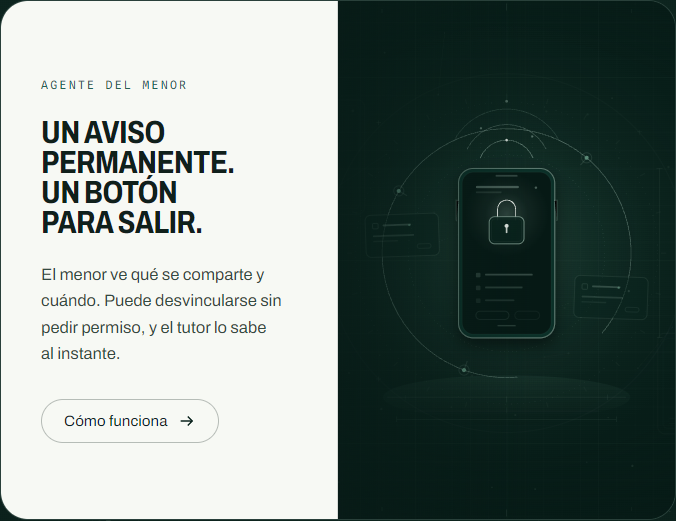 AGENTE DEL MENOR
UN AVISO
PERMANENTE.
UN BOTÓN
PARA SALIR.
El menor ve qué se comparte y
cuándo. Puede desvincularse sin
pedir permiso, y el tutor lo sabe
al instante.
Cómo funciona